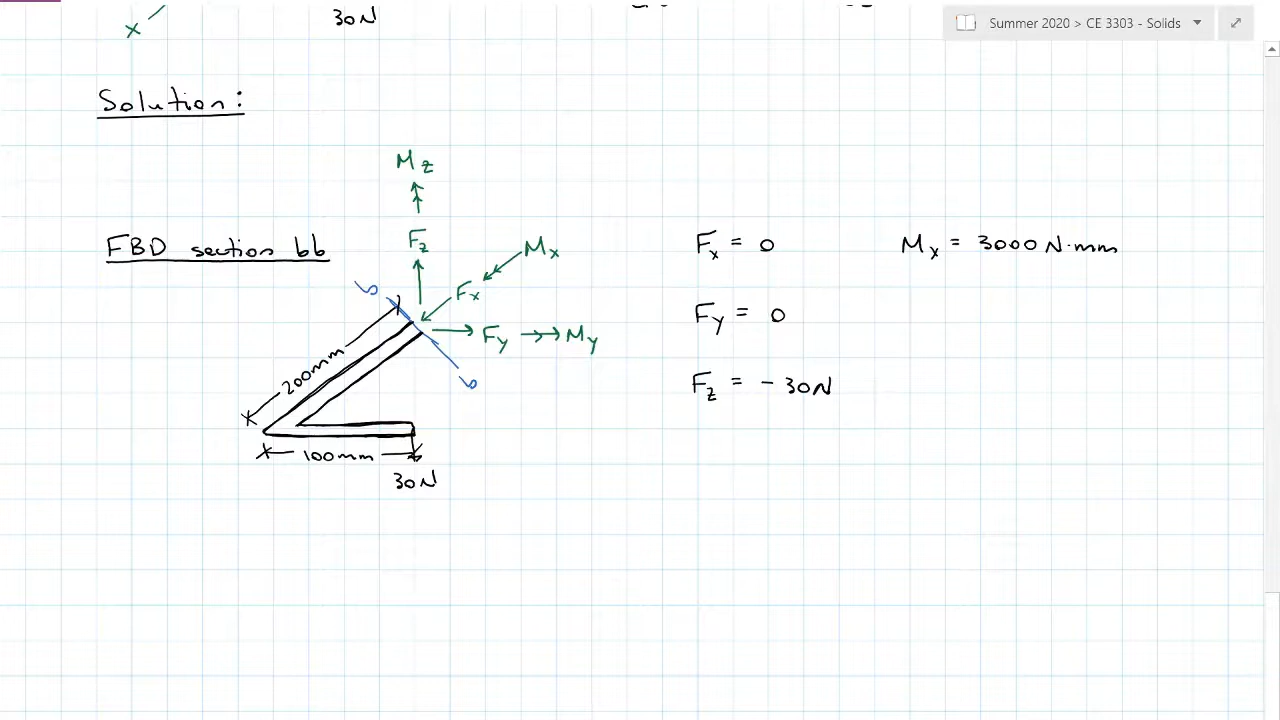 30N
x
Summer 2020 > CE 3303 - Solids
Solution:
Mz
FBD section bb
Fz
Mx
Fx = 0
Mx = 3000 N·mm
b
Fx
Fy
My
Fy = 0
200mm
b
Fz = - 30N
100mm
30N